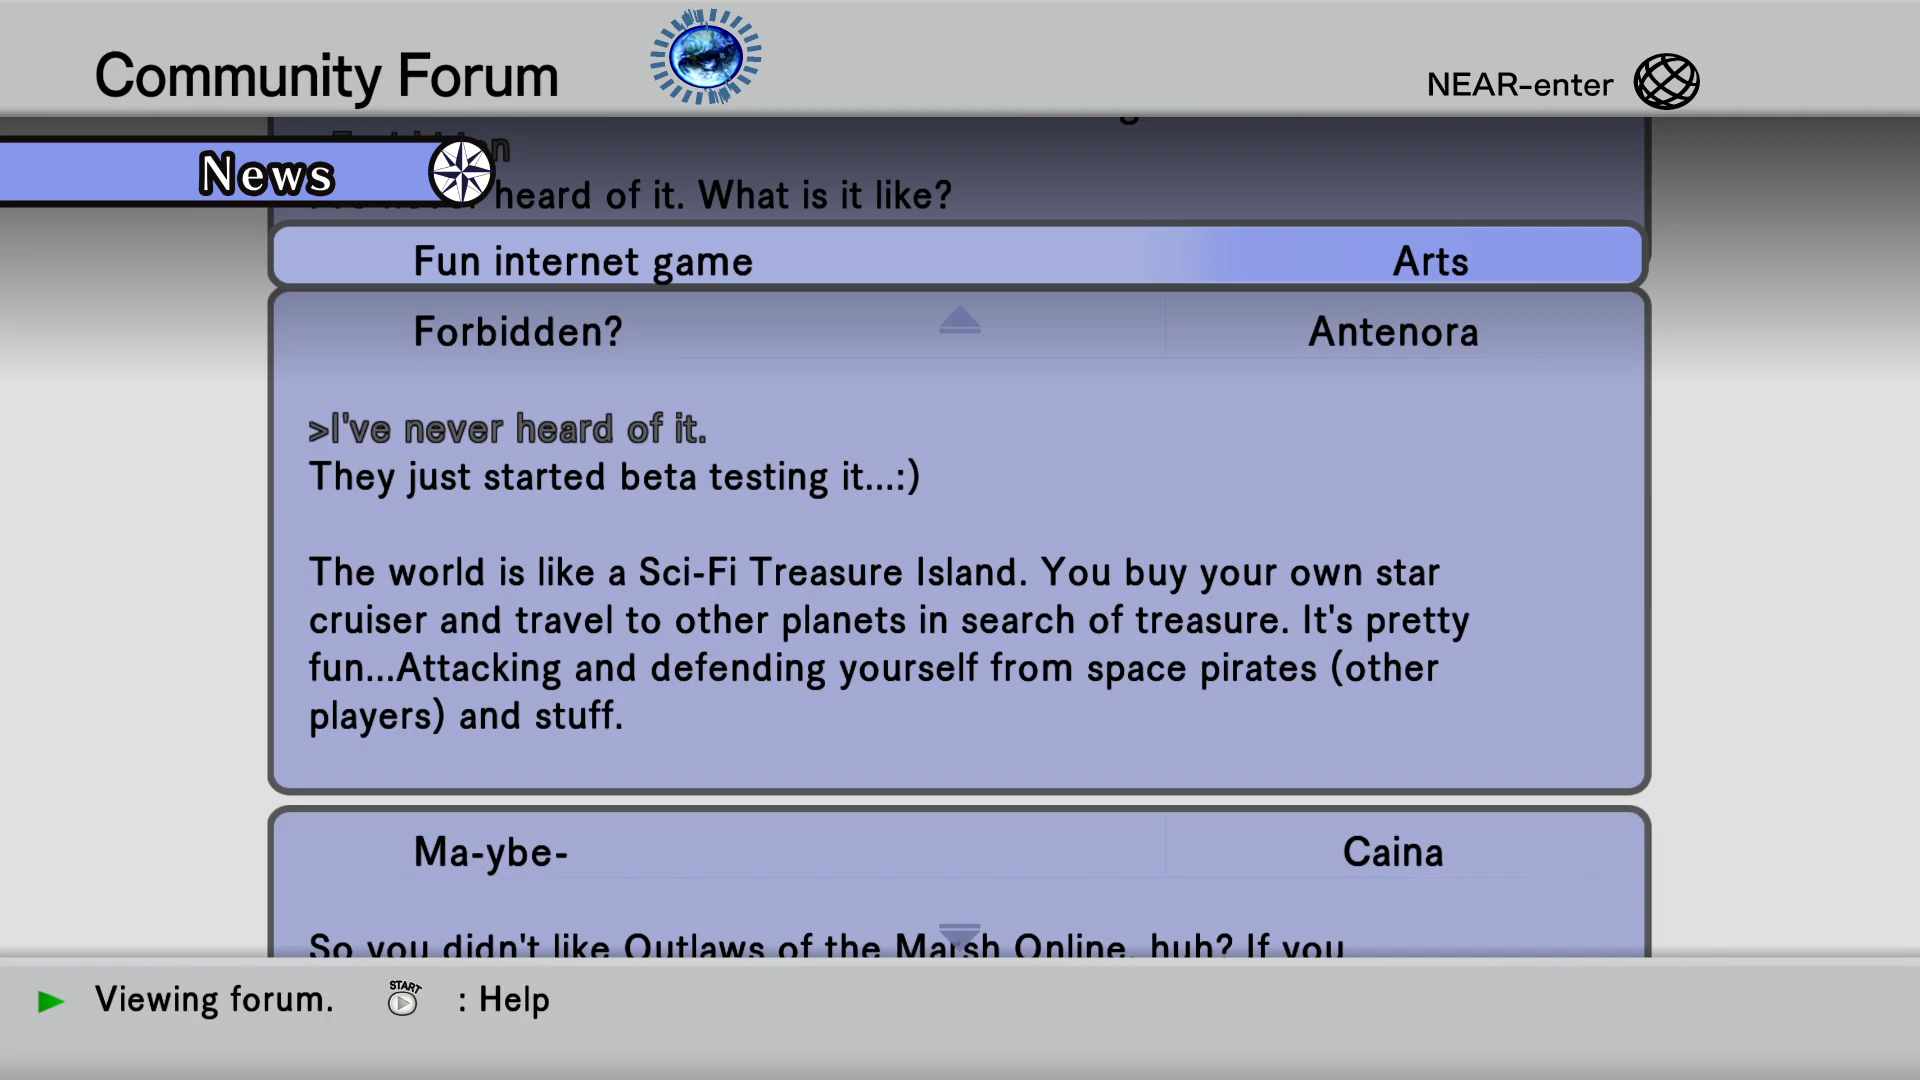 Community Forum
NEAR-enter
News
heard of it. What is it like?
Fun internet game
Arts
Forbidden?
Antenora
>I've never heard of it.
They just started beta testing it...:)
The world is like a Sci-Fi Treasure Island. You buy your own star
cruiser and travel to other planets in search of treasure. It's pretty
fun...Attacking and defending yourself from space pirates (other
players) and stuff.
Ma-ybe-
Caina
So you didn't like Outlaws of the Marsh Online, huh? If you
Viewing forum.
START
: Help